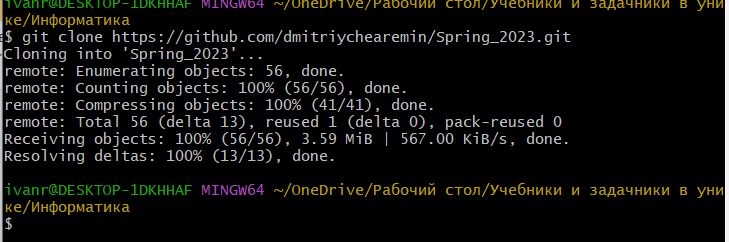 ivanr@DESKTOP-1DKHHAF MINGW64 ~/OneDrive/Рабочий стол/Учебники и задачники в уни
ке/Информатика
$ git clone https://github.com/dmitriychearemin/Spring_2023.git
Cloning into 'Spring_2023'...
remote: Enumerating objects: 56, done.
remote: Counting objects: 100% (56/56), done.
remote: Compressing objects: 100% (41/41), done.
remote: Total 56 (delta 13), reused 1 (delta 0), pack-reused 0
Receiving objects: 100% (56/56), 3.59 MiB | 567.00 KiB/s, done.
Resolving deltas: 100% (13/13), done.
ivanr@DESKTOP-1DKHHAF MINGW64 ~/OneDrive/Рабочий стол/Учебники и задачники в уни
ке/Информатика
$